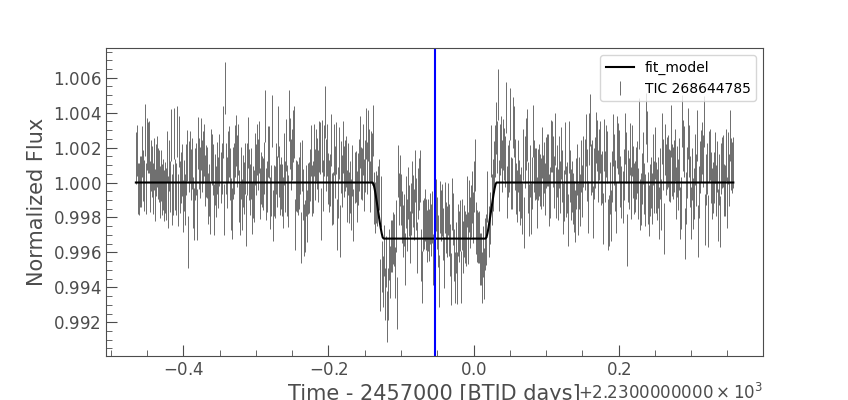 fit_model
TIC 268644785
1.006
1.004
1.002
1.000
0.998
0.996
0.994
0.992
Normalized Flux
−0.4 −0.2 0.0 0.2
Time - 2457000 [BTJD days]
+2.2300000000 × 10³